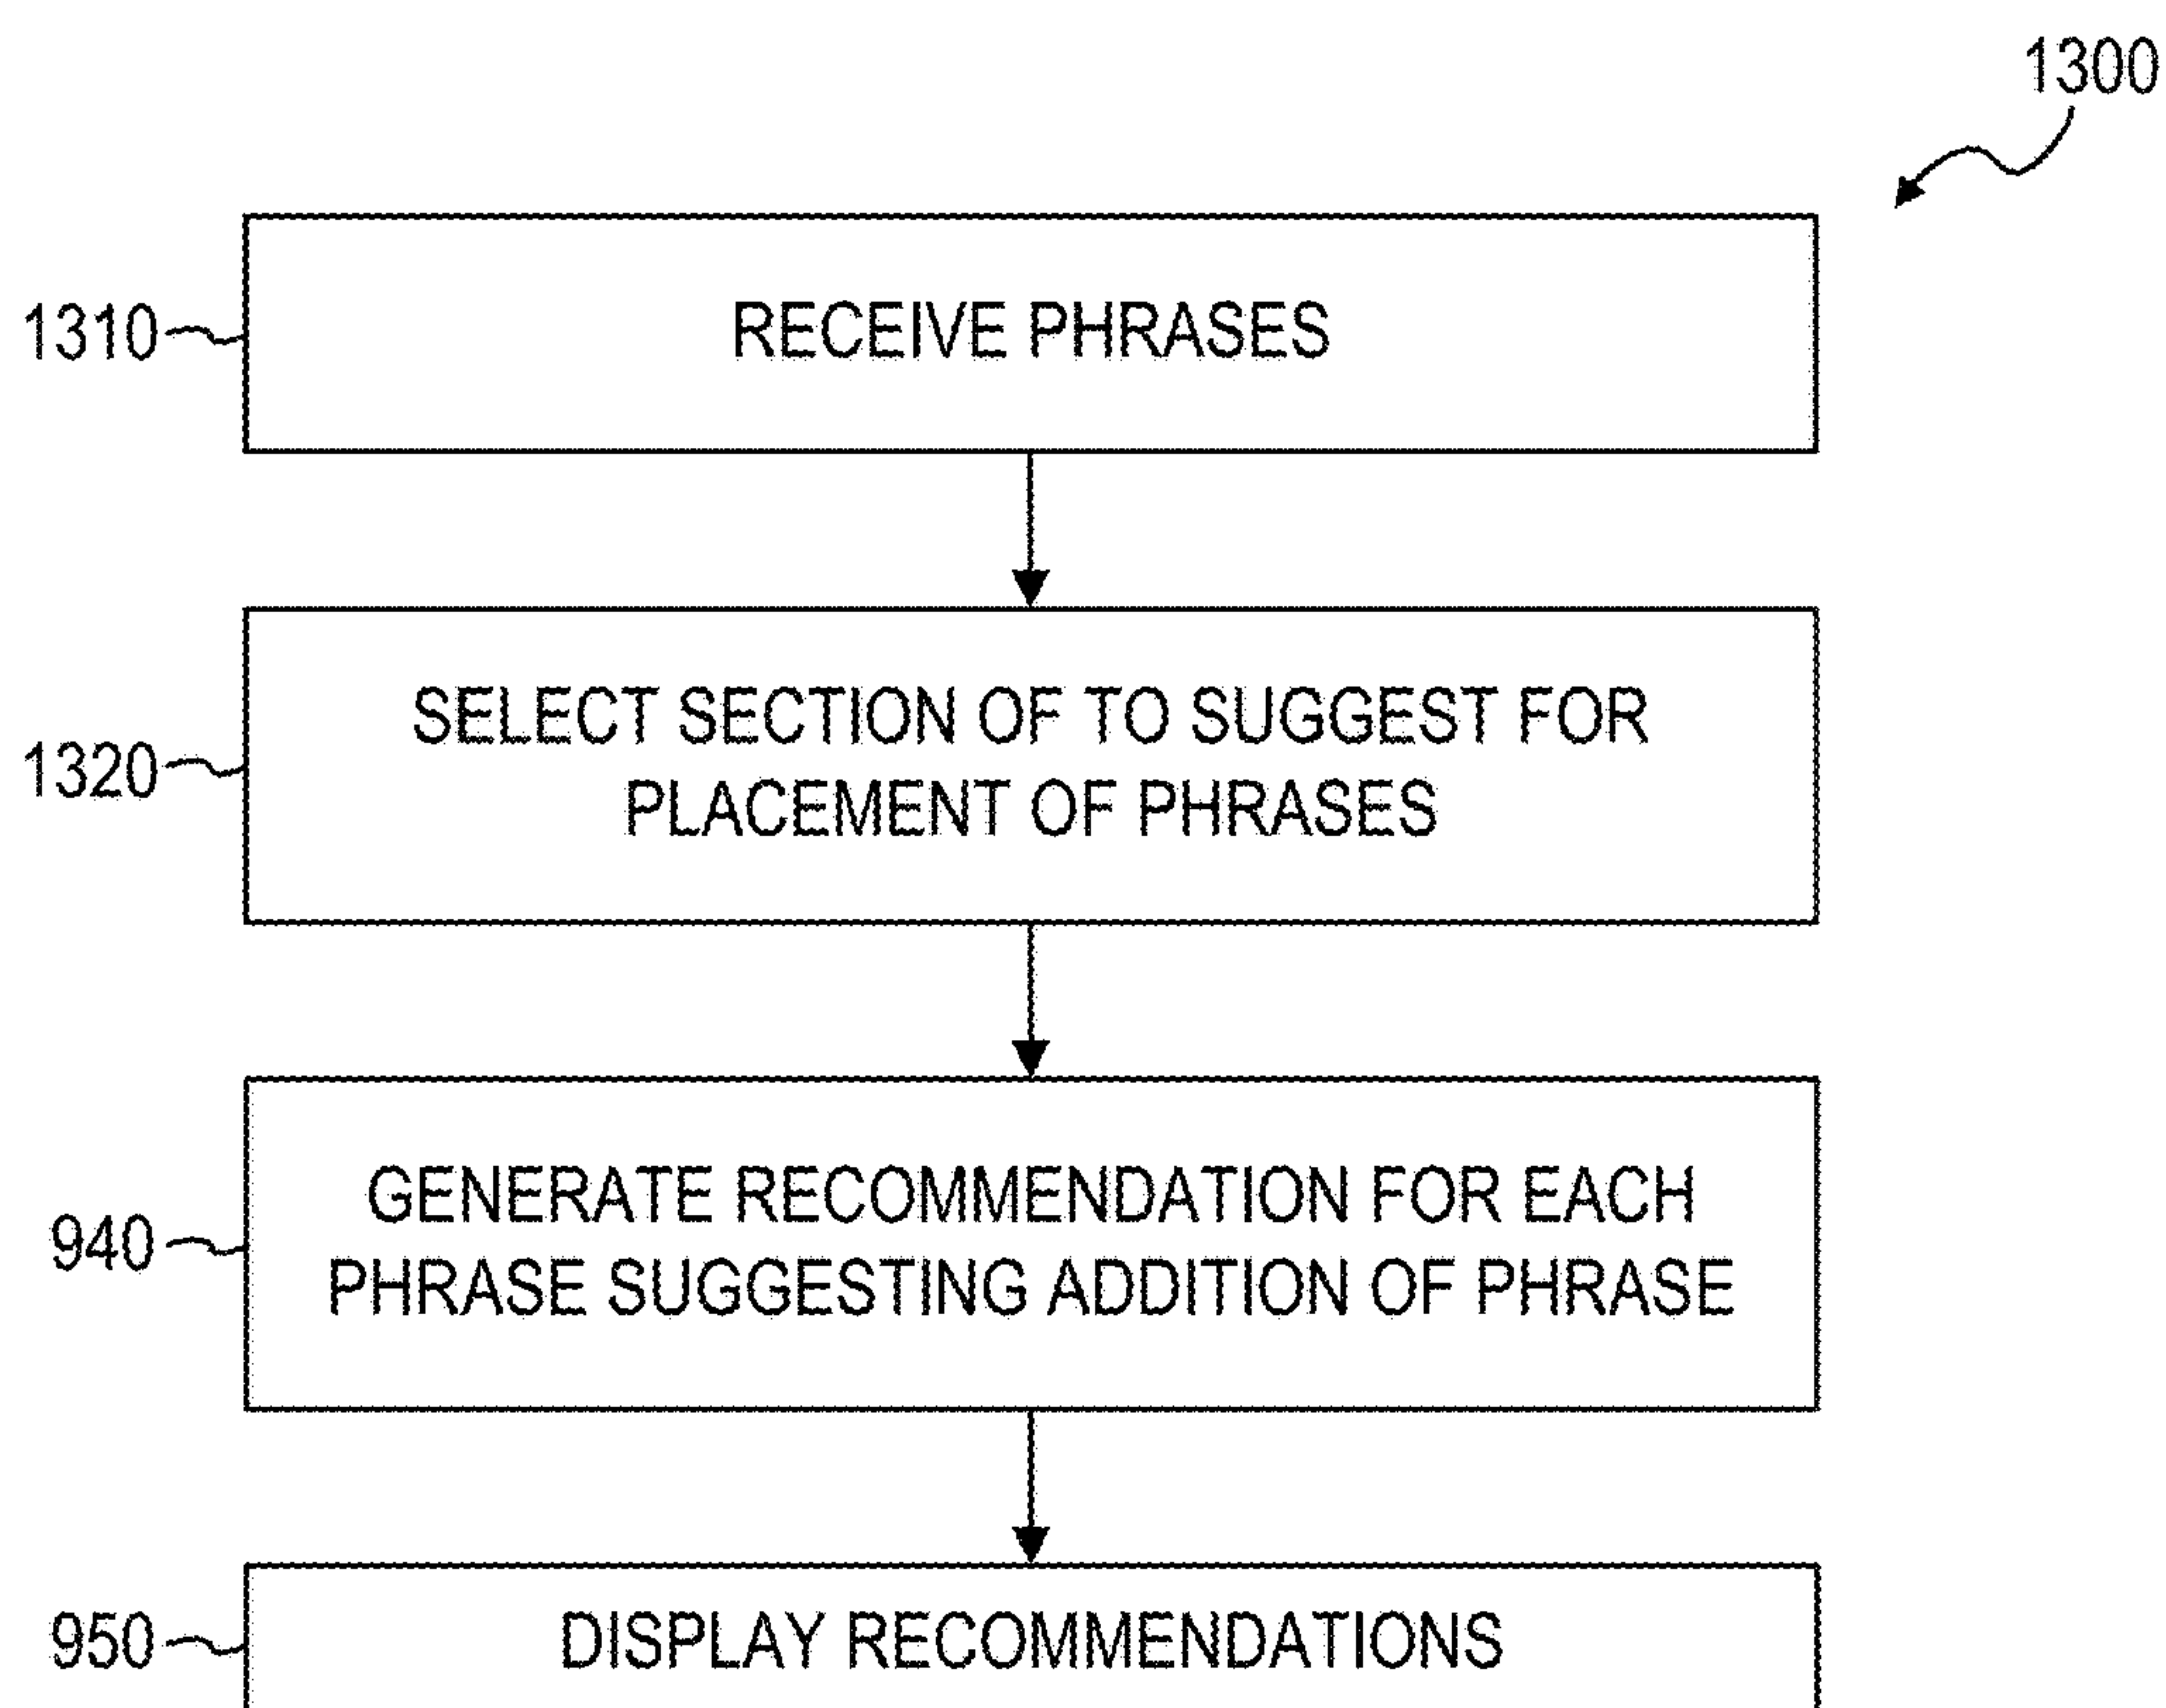 1300
1310
RECEIVE PHRASES
1320
SELECT SECTION OF TO SUGGEST FOR
PLACEMENT OF PHRASES
940
GENERATE RECOMMENDATION FOR EACH
PHRASE SUGGESTING ADDITION OF PHRASE
950
DISPLAY RECOMMENDATIONS